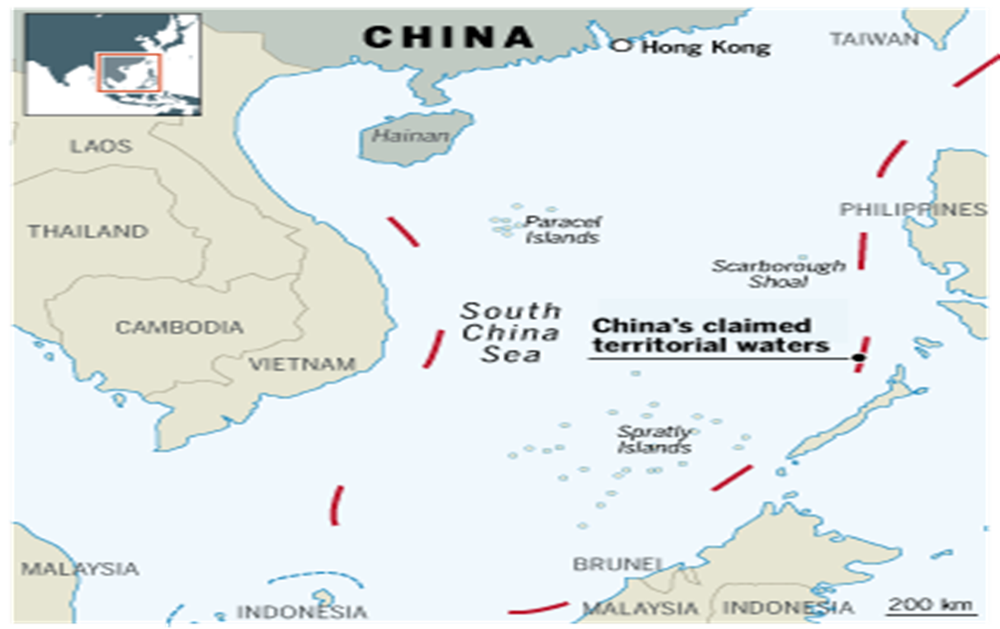 CHINA
Hong Kong
TAIWAN
Hainan
LAOS
PHILIPPINES
THAILAND
Paracel
Islands
Scarborough
Shoal
South
China
Sea
China's claimed
territorial waters
CAMBODIA
VIETNAM
Spratly
Islands
MALAYSIA
BRUNEI
INDONESIA
MALAYSIA
INDONESIA
200 km